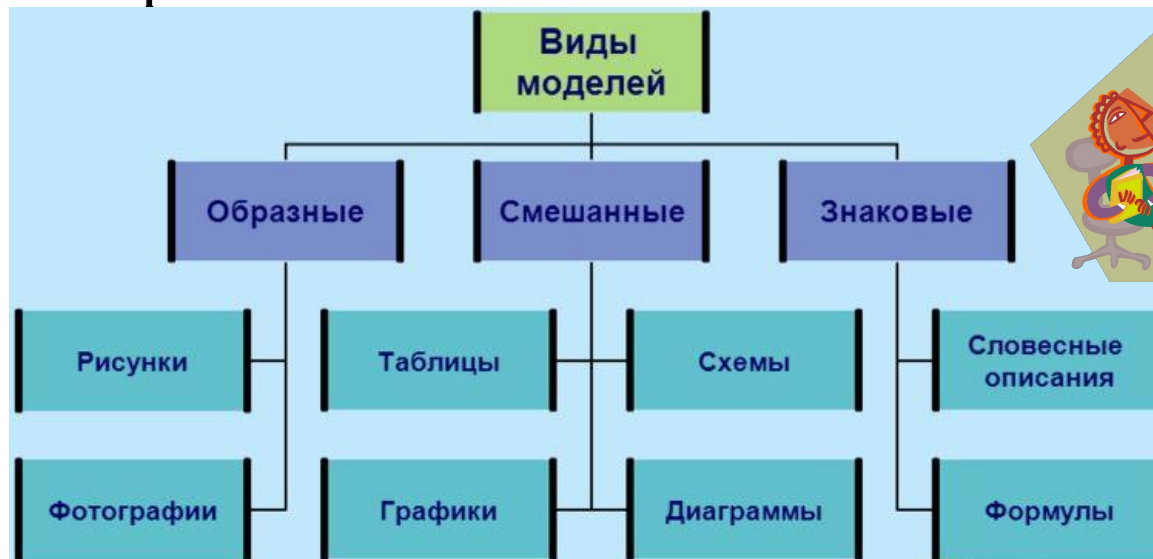 Виды
моделей
Образные
Смешанные
Знаковые
Рисунки
Таблицы
Схемы
Словесные
описания
Фотографии
Графики
Диаграммы
Формулы